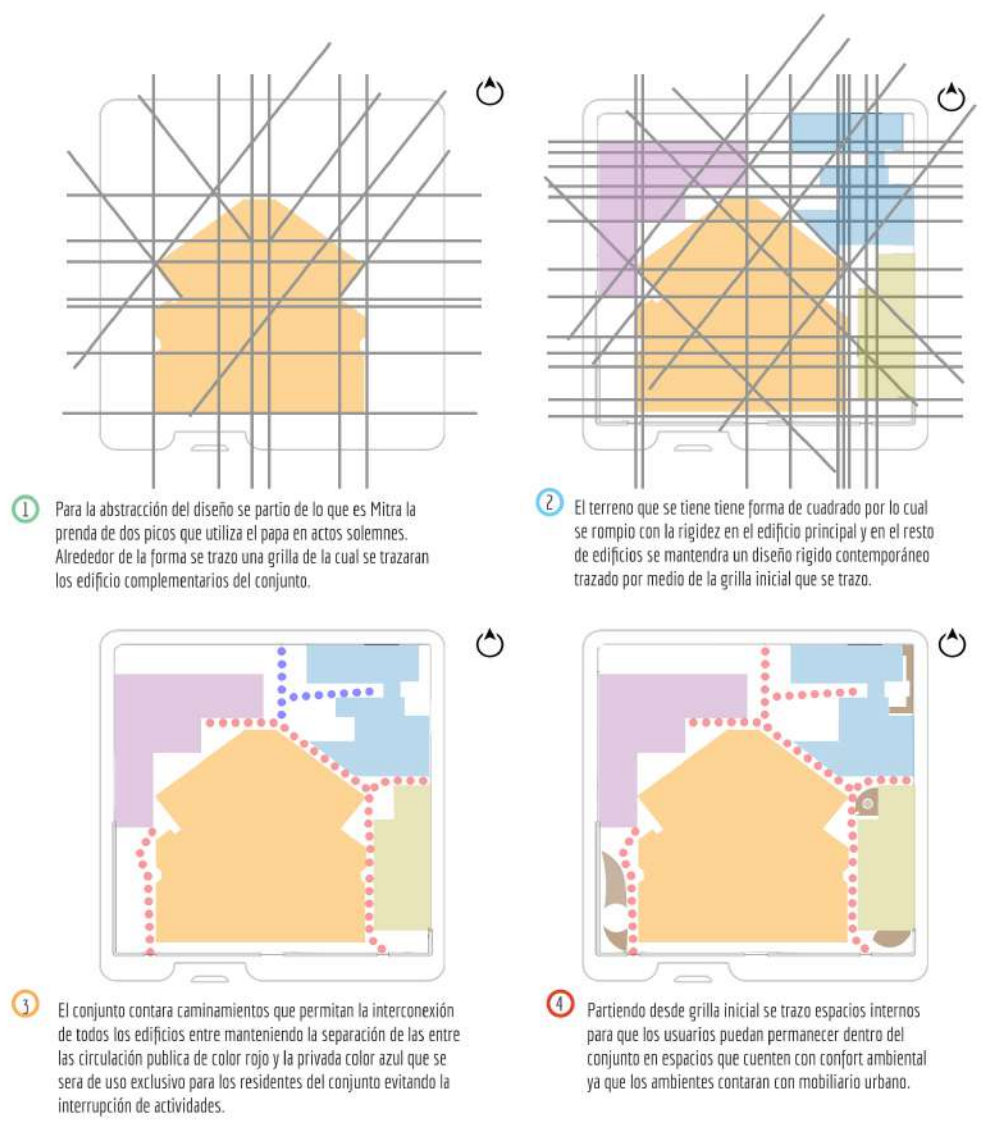 1
Para la abstracción del diseño se partio de lo que es Mitra la
prenda de dos picos que utiliza el papa en actos solemnes.
Alrededor de la forma se trazo una grilla de la cual se trazaran
los edificio complementarios del conjunto.
2
El terreno que se tiene tiene forma de cuadrado por lo cual
se rompio con la rigidez en el edificio principal y en el resto
de edificios se mantendra un diseño rigido contemporáneo
trazado por medio de la grilla inicial que se trazo.
3
El conjunto contara caminamientos que permitan la interconexión
de todos los edificios entre manteniendo la separación de las entre
las circulación publica de color rojo y la privada color azul que se
sera de uso exclusivo para los residentes del conjunto evitando la
interrupción de actividades.
4
Partiendo desde grilla inicial se trazo espacios internos
para que los usuarios puedan permanecer dentro del
conjunto en espacios que cuenten con confort ambiental
ya que los ambientes contaran con mobiliario urbano.